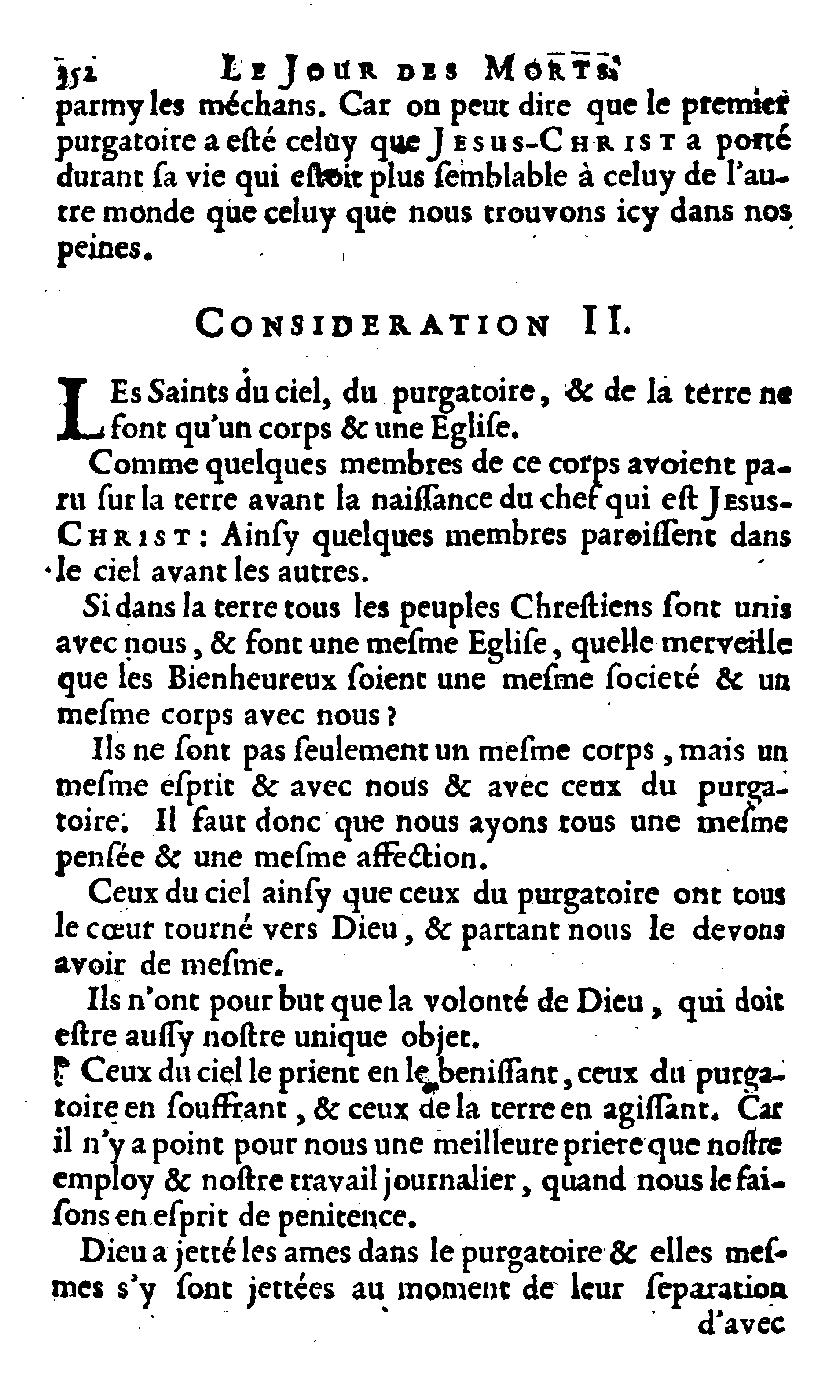 352 LE JOUR DES MORTS,
parmy les méchans. Car on peut dire que le premier
purgatoire a eſté celuy que JESUS-CHRIST a porté
durant ſa vie qui eſtoit plus ſemblable à celuy de l'au-
tre monde que celuy que nous trouvons icy dans nos
peines.
CONSIDERATION II.
LEs Saints du ciel, du purgatoire, & de la terre ne
font qu'un corps & une Egliſe.
Comme quelques membres de ce corps avoient pa-
ru ſur la terre avant la naiſſance du chef qui eſt JESUS-
CHRIST: Ainſy quelques membres paroiſſent dans
le ciel avant les autres.
Si dans la terre tous les peuples Chreſtiens ſont unis
avec nous, & font une meſme Egliſe, quelle merveille
que les Bienheureux ſoient une meſme ſocieté & un
meſme corps avec nous?
Ils ne ſont pas ſeulement un meſme corps, mais un
meſme eſprit & avec nous & avec ceux du purga-
toire. Il faut donc que nous ayons tous une meſme
penſée & une meſme affection.
Ceux du ciel ainſy que ceux du purgatoire ont tous
le cœur tourné vers Dieu, & partant nous le devons
avoir de meſme.
Ils n'ont pour but que la volonté de Dieu, qui doit
eſtre auſſy noſtre unique objet.
Ceux du ciel le prient en le beniſſant, ceux du purga-
toire en ſouffrant, & ceux de la terre en agiſſant. Car
il n'y a point pour nous une meilleure priere que noſtre
employ & noſtre travail journalier, quand nous le fai-
ſons en eſprit de penitence.
Dieu a jetté les ames dans le purgatoire & elles meſ-
mes s'y ſont jettées au moment de leur ſeparation
d'avec